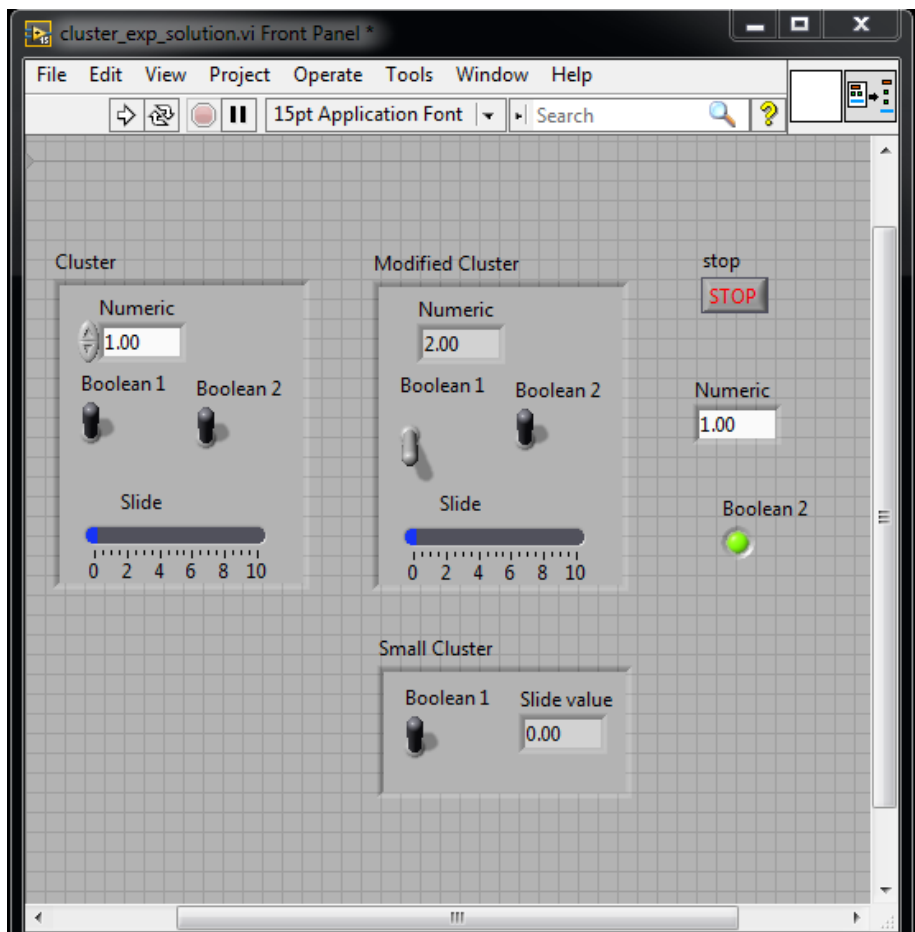 cluster_exp_solution.vi Front Panel *
File Edit View Project Operate Tools Window Help
15pt Application Font Search
Cluster
Numeric
1.00
Boolean 1 Boolean 2
Slide
0 2 4 6 8 10
Modified Cluster
Numeric
2.00
Boolean 1 Boolean 2
Slide
0 2 4 6 8 10
stop
STOP
Numeric
1.00
Boolean 2
Small Cluster
Boolean 1 Slide value
0.00